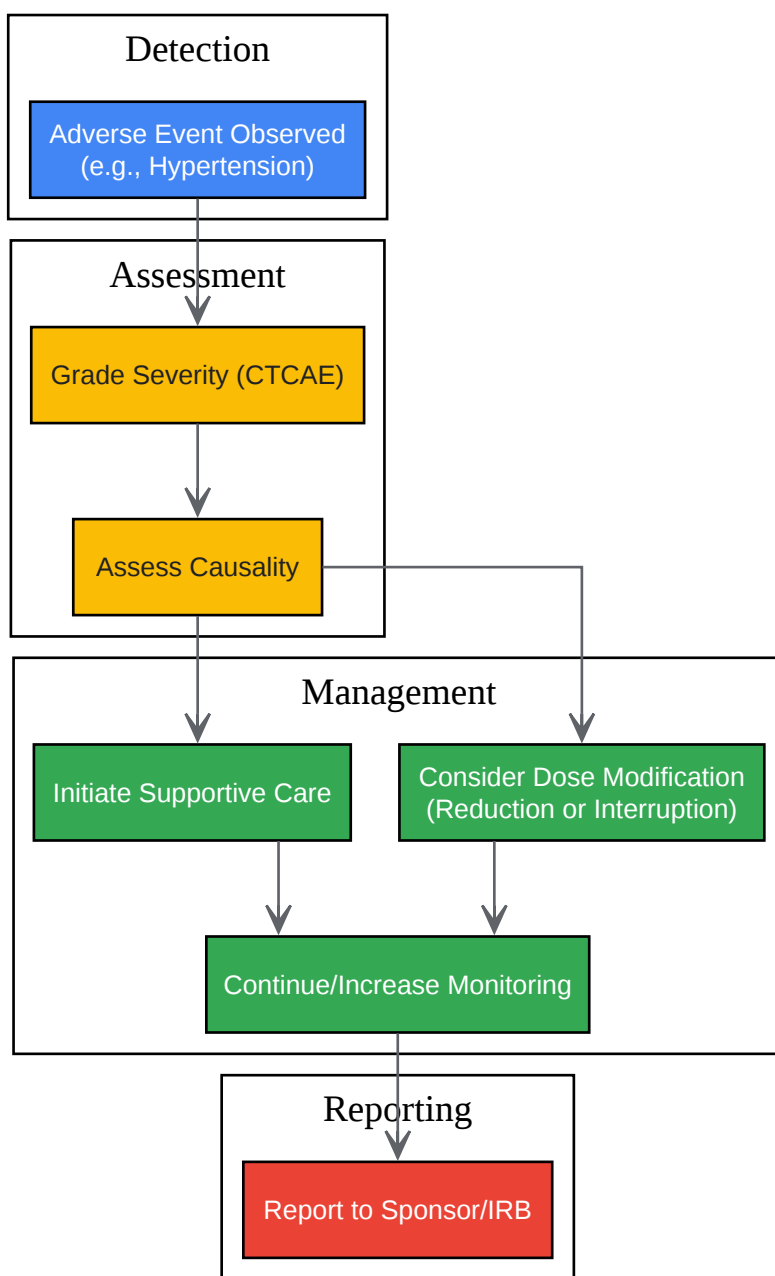 Detection
Adverse Event Observed
(e.g., Hypertension)
Assessment
Grade Severity (CTCAE)
Assess Causality
Management
Initiate Supportive Care
Consider Dose Modification
(Reduction or Interruption)
Continue/Increase Monitoring
Reporting
Report to Sponsor/IRB